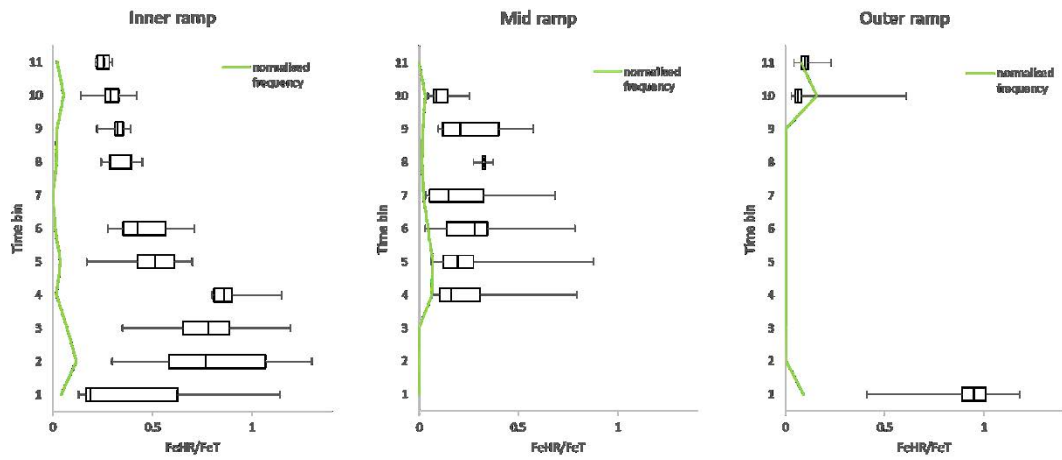 Inner ramp
11
10
9
8
7
6
5
4
3
2
1
Time bin
normalised
frequency
0
0.5
1
FeHR/FeT
Mid ramp
11
10
9
8
7
6
5
4
3
2
1
Time bin
normalised
frequency
0
0.5
1
FeHR/FeT
Outer ramp
11
10
9
8
7
6
5
4
3
2
1
Time bin
normalised
frequency
0
0.5
1
FeHR/FeT